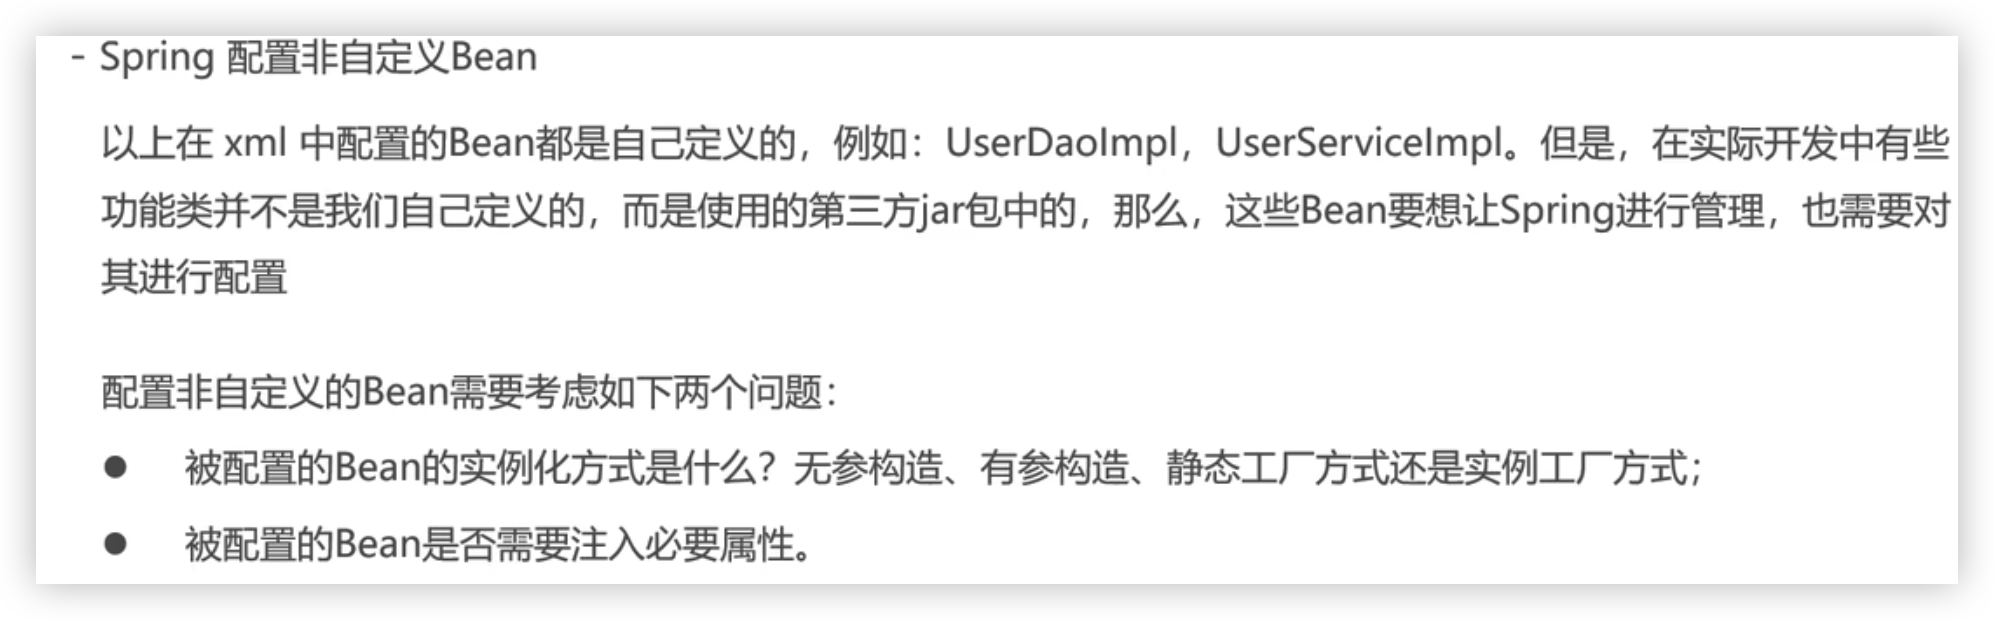 - Spring 配置非自定义Bean
以上在 xml 中配置的Bean都是自己定义的，例如：UserDaoImpl，UserServiceImpl。但是，在实际开发中有些
功能类并不是我们自己定义的，而是使用的第三方jar包中的，那么，这些Bean要想让Spring进行管理，也需要对
其进行配置
配置非自定义的Bean需要考虑如下两个问题：
● 被配置的Bean的实例化方式是什么？无参构造、有参构造、静态工厂方式还是实例工厂方式；
● 被配置的Bean是否需要注入必要属性。